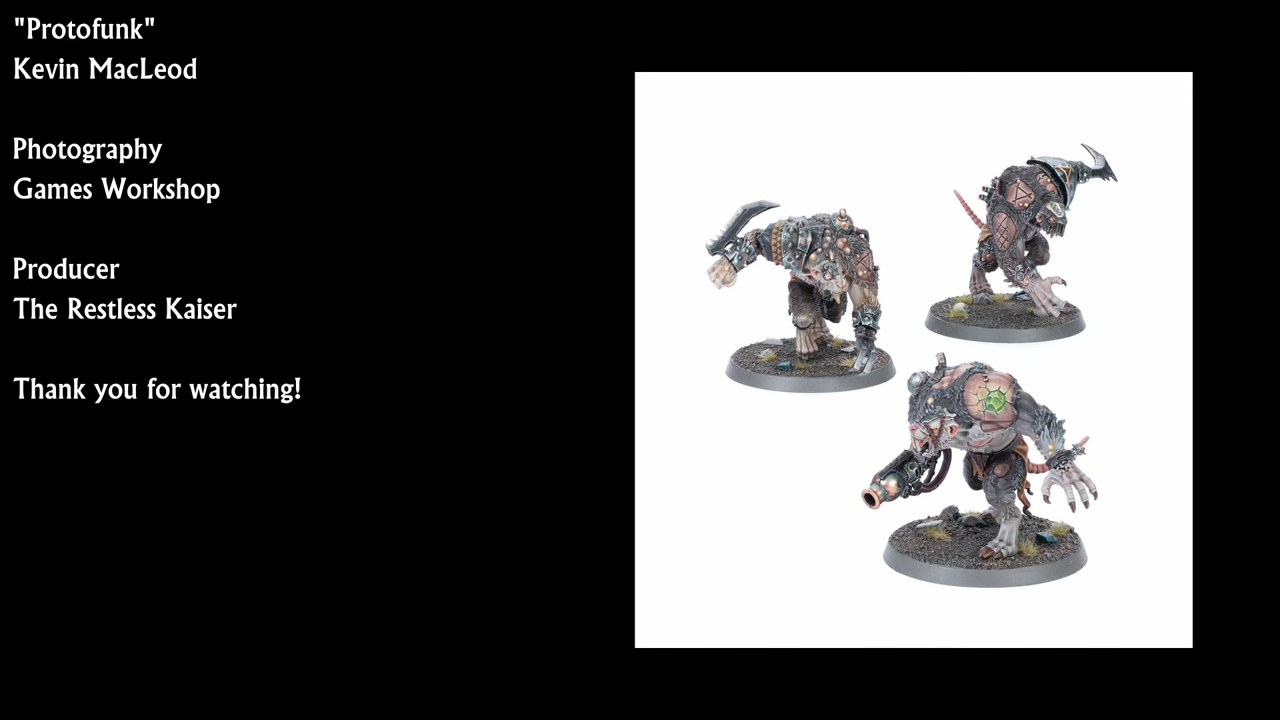 "Protofunk"
Kevin MacLeod
Photography
Games Workshop
Producer
The Restless Kaiser
Thank you for watching!